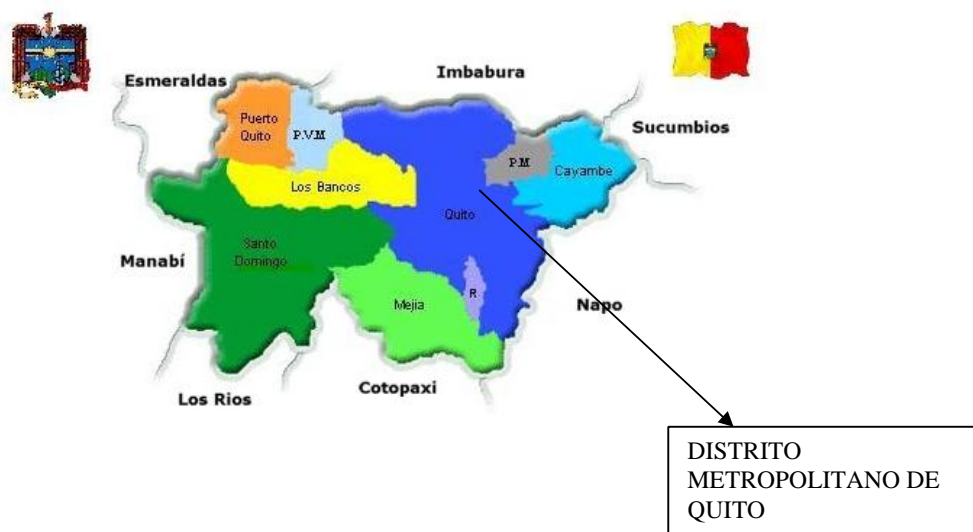 Imbabura
Esmeraldas
Sucumbios
Puerto
Quito
P.V.M
P.M
Cayambe
Los Bancos
Quito
Santo
Domingo
Manabí
Mejia
R
Napo
Cotopaxi
Los Rios
DISTRITO
METROPOLITANO DE
QUITO